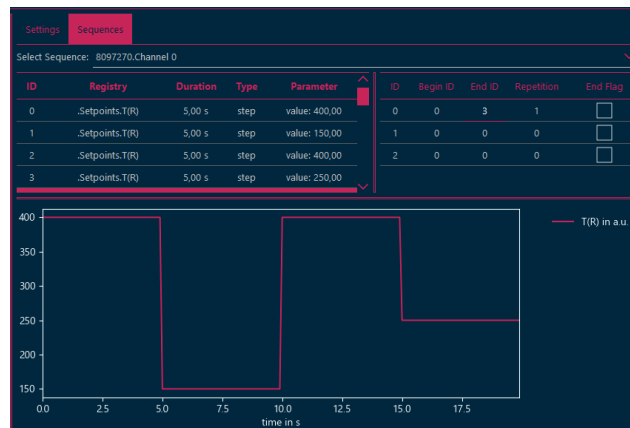 Settings Sequences
Select Sequence: 8097270.Channel 0
ID Registry Duration Type Parameter ID Begin ID End ID Repetition End Flag
0 .Setpoints.T(R) 5,00 s step value: 400,00 0 0 3 1
1 .Setpoints.T(R) 5,00 s step value: 150,00 1 0 0 0
2 .Setpoints.T(R) 5,00 s step value: 400,00 2 0 0 0
3 .Setpoints.T(R) 5,00 s step value: 250,00
400
T(R) in a.u.
350
300
250
200
150
0.0 2.5 5.0 7.5 10.0 12.5 15.0 17.5
time in s